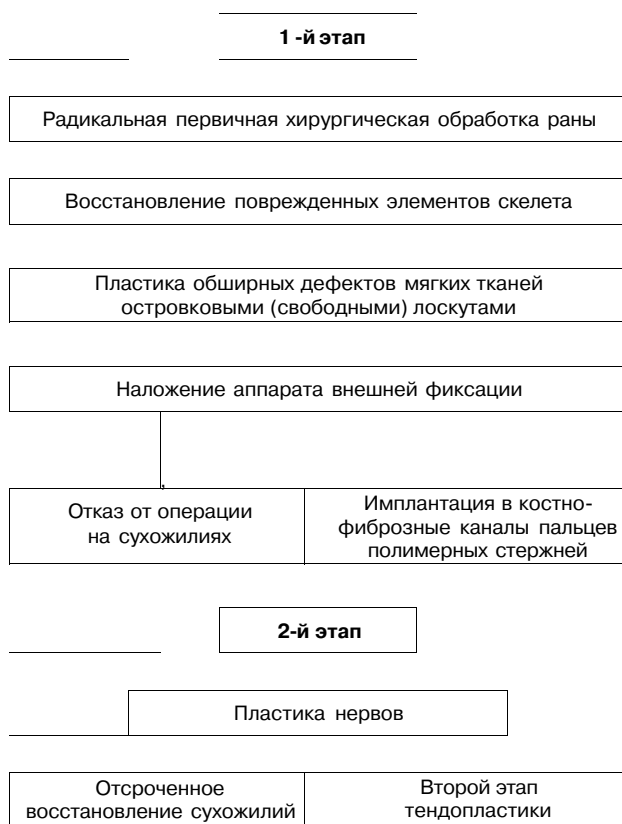 1 -й этап
Радикальная первичная хирургическая обработка раны
Восстановление поврежденных элементов скелета
Пластика обширных дефектов мягких тканей
островковыми (свободными) лоскутами
Наложение аппарата внешней фиксации
Отказ от операции
на сухожилиях
Имплантация в костно-
фиброзные каналы пальцев
полимерных стержней
2-й этап
Пластика нервов
Отсроченное
восстановление сухожилий
Второй этап
тендопластики